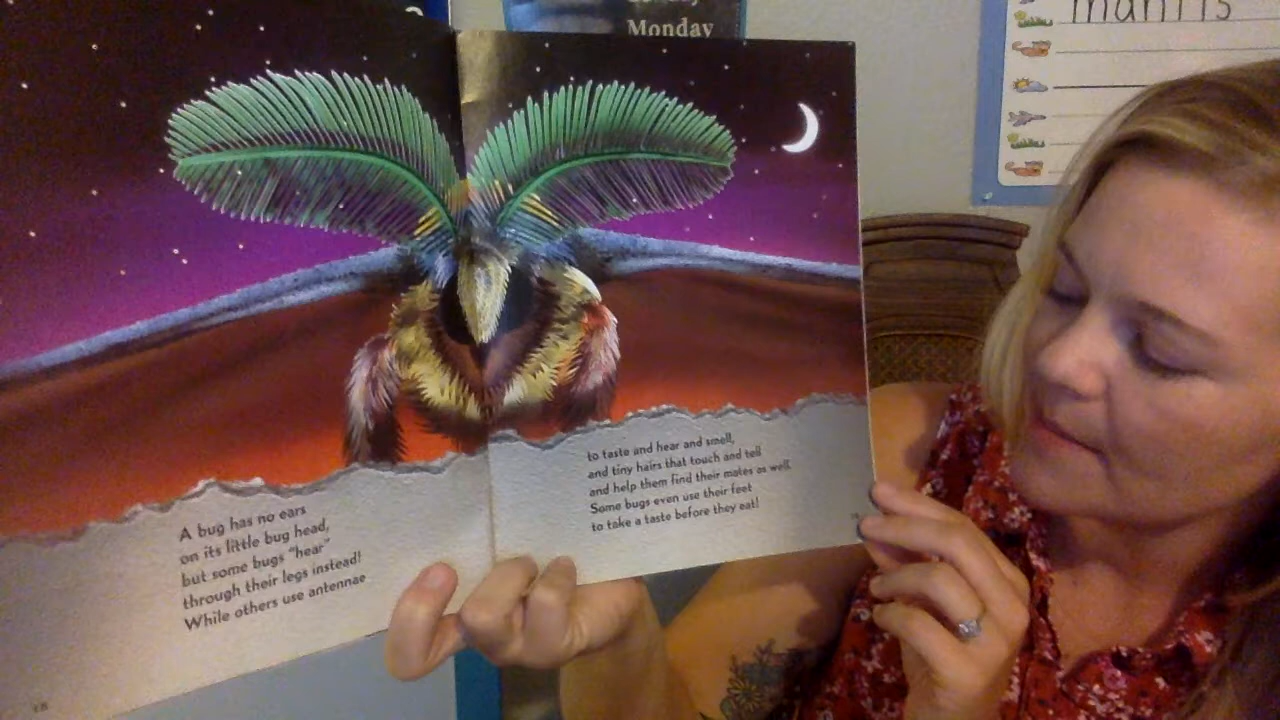 Monday
mantis
A bug has no ears
on its little bug head,
but some bugs "hear"
through their legs instead!
While others use antennae
18
to taste and hear and smell,
and tiny hairs that touch and tell
and help them find their mates as well.
Some bugs even use their feet
to take a taste before they eat!